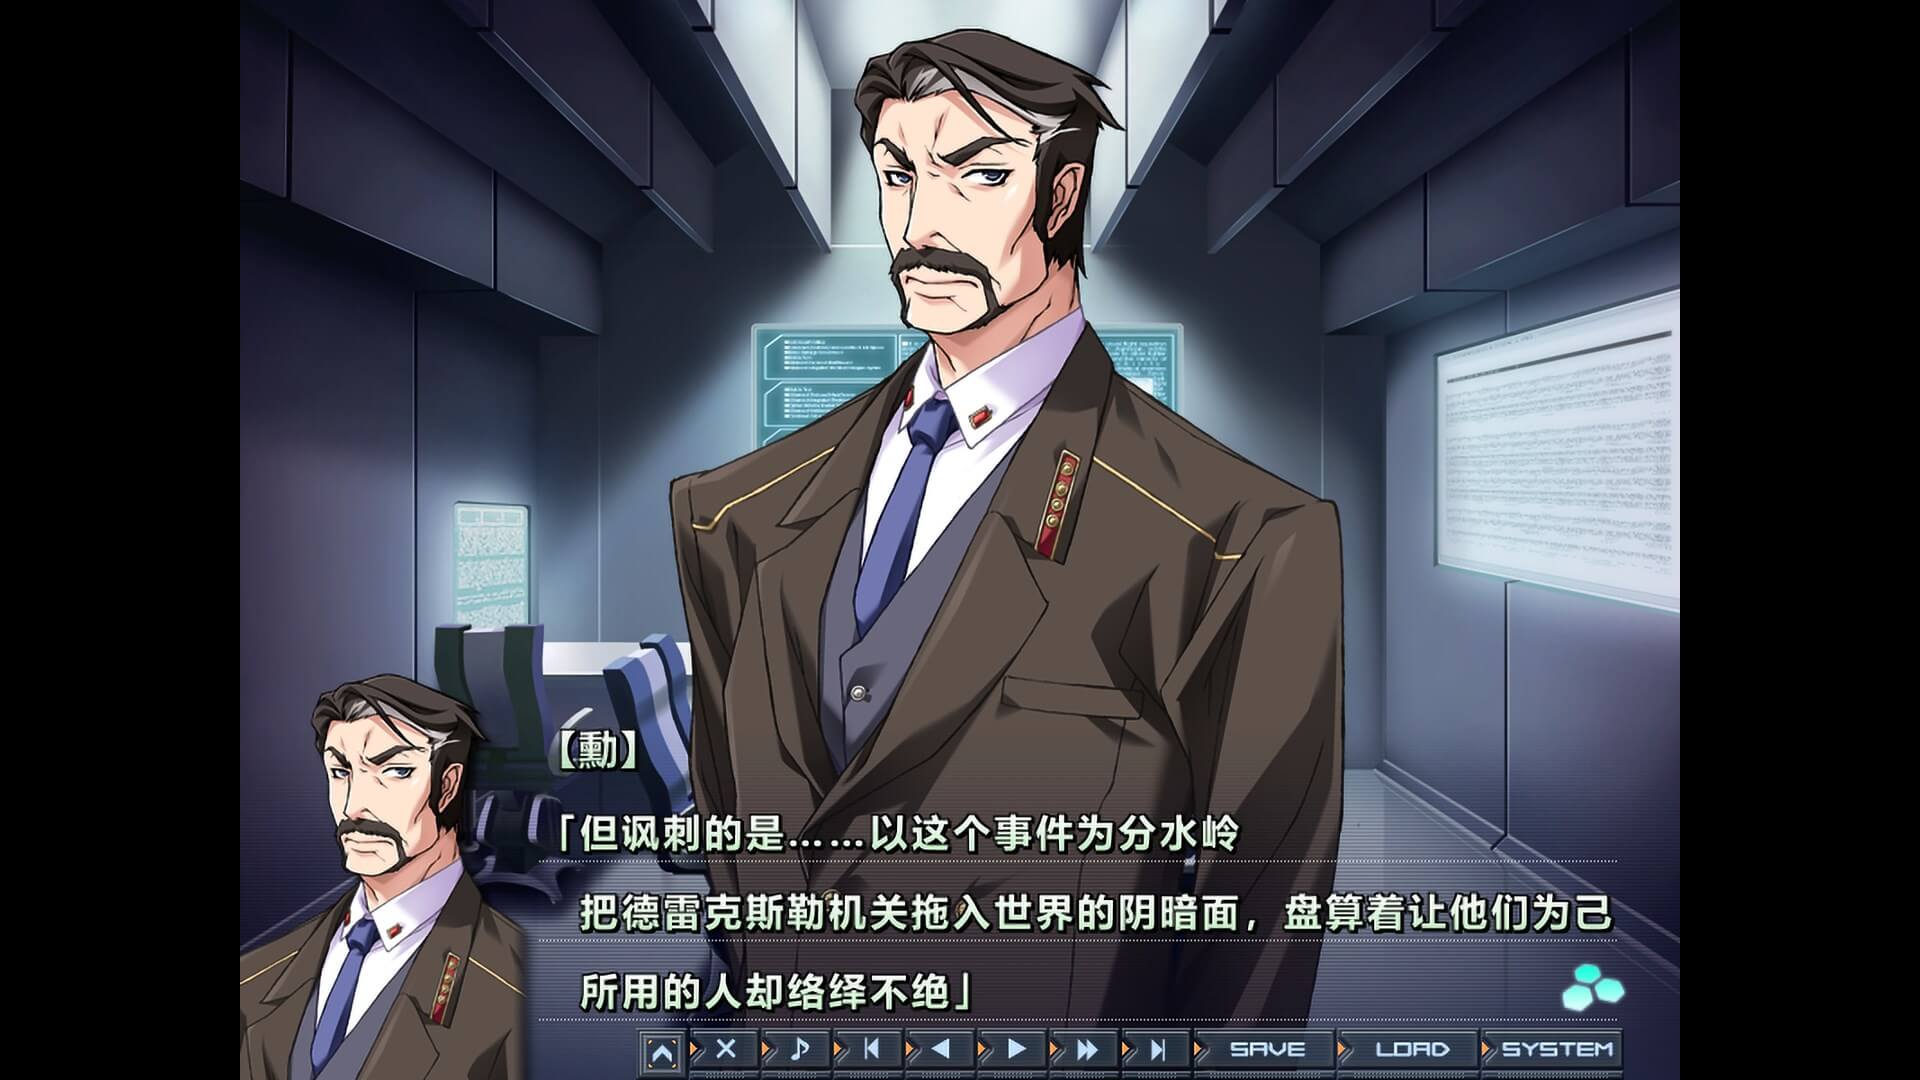 【勳】
「但讽刺的是……以这个事件为分水岭
把德雷克斯勒机关拖入世界的阴暗面，盘算着让他们为己
所用的人却络绎不绝」
SAVE LOAD SYSTEM